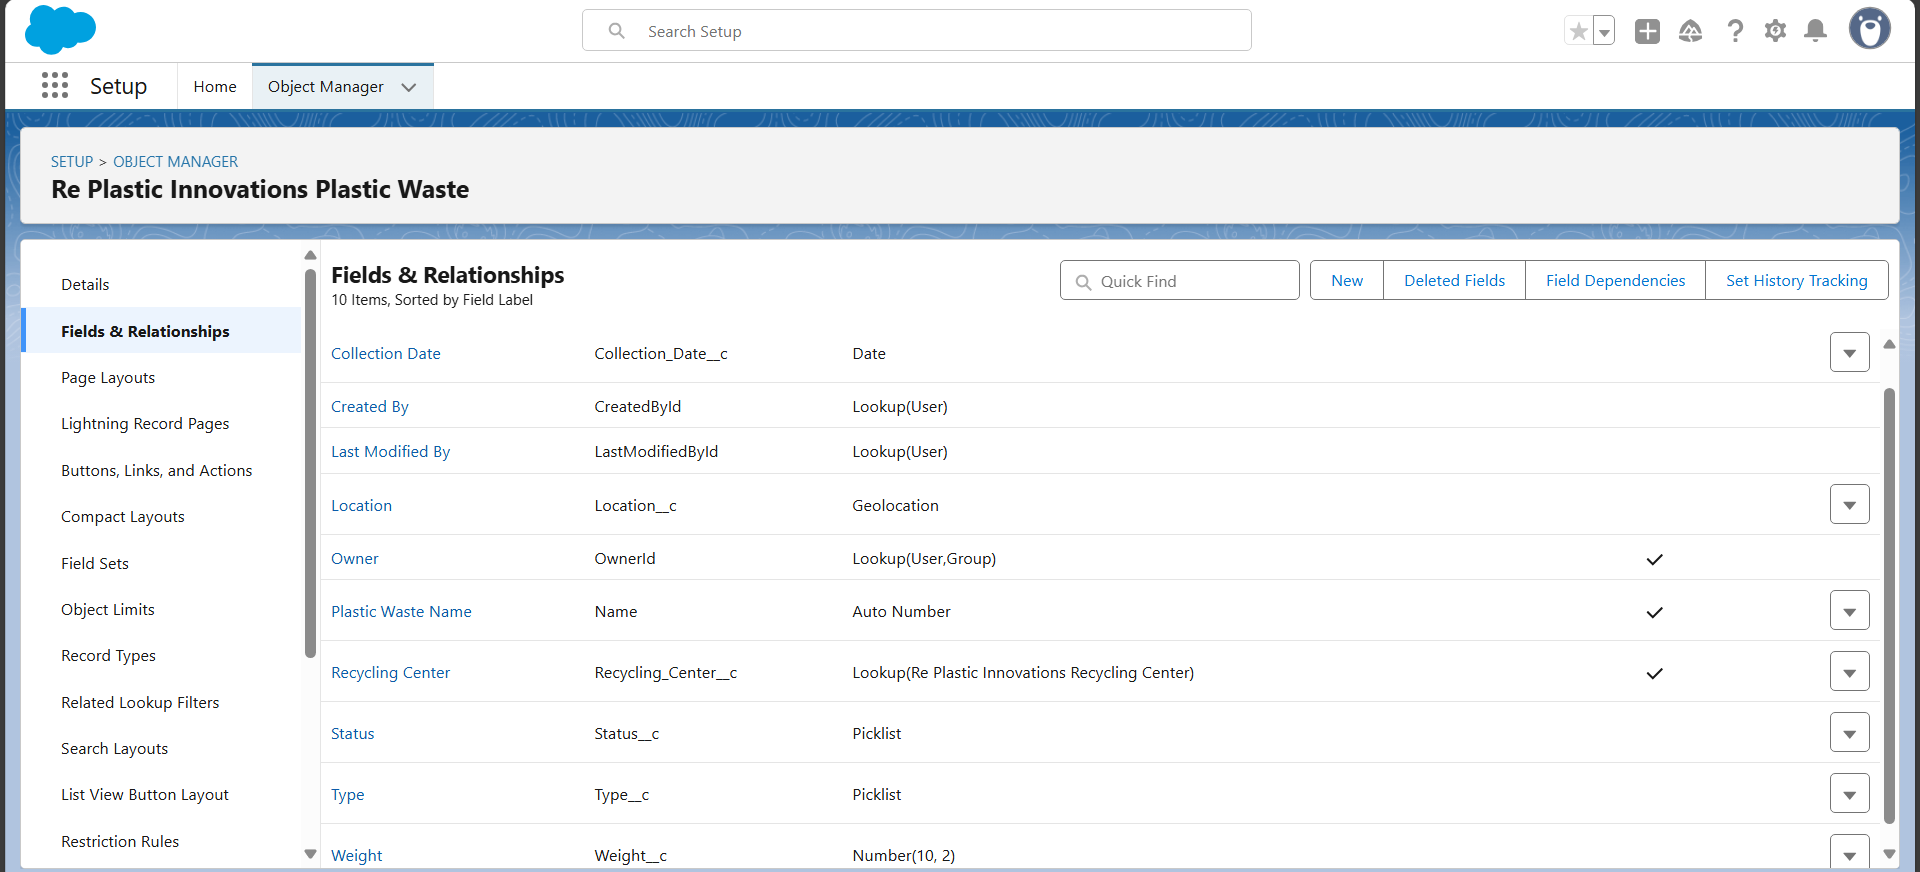 Search Setup
Setup
Home
Object Manager
SETUP > OBJECT MANAGER
Re Plastic Innovations Plastic Waste
Details
Fields & Relationships
Page Layouts
Lightning Record Pages
Buttons, Links, and Actions
Compact Layouts
Field Sets
Object Limits
Record Types
Related Lookup Filters
Search Layouts
List View Button Layout
Restriction Rules
Fields & Relationships
10 Items, Sorted by Field Label
Quick Find
New
Deleted Fields
Field Dependencies
Set History Tracking
Collection Date Collection_Date__c Date
Created By CreatedById Lookup(User)
Last Modified By LastModifiedById Lookup(User)
Location Location__c Geolocation
Owner OwnerId Lookup(User,Group)
Plastic Waste Name Name Auto Number
Recycling Center Recycling_Center__c Lookup(Re Plastic Innovations Recycling Center)
Status Status__c Picklist
Type Type__c Picklist
Weight Weight__c Number(10, 2)